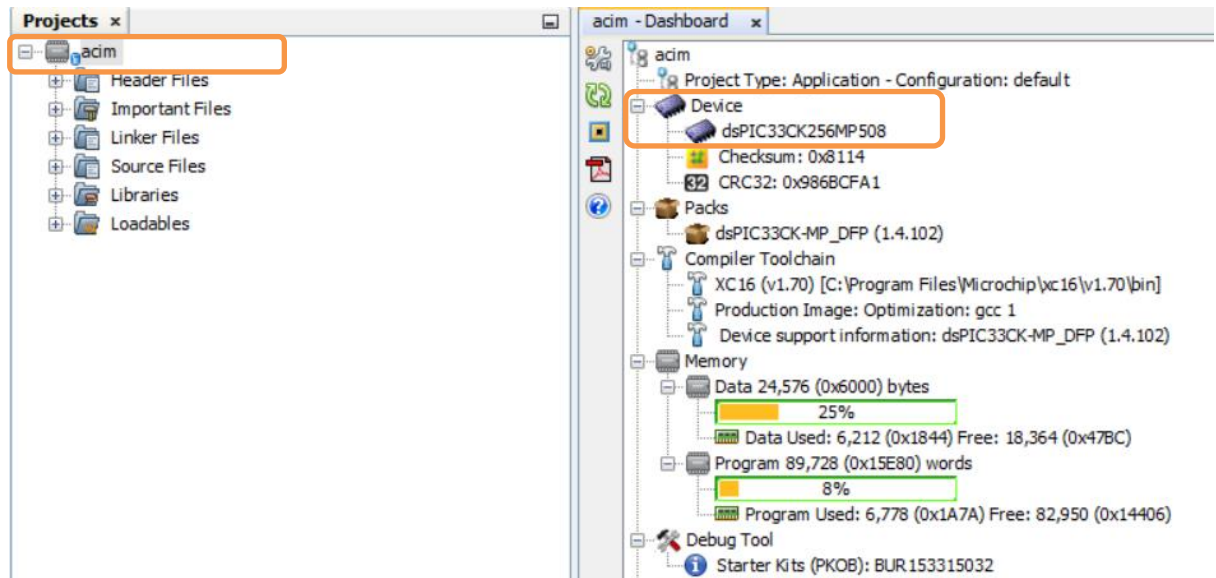 Projects ×
acim
Header Files
Important Files
Linker Files
Source Files
Libraries
Loadables
acim - Dashboard ×
acim
Project Type: Application - Configuration: default
Device
dsPIC33CK256MP508
Checksum: 0x8114
32 CRC32: 0x986BCFA1
Packs
dsPIC33CK-MP_DFP (1.4.102)
Compiler Toolchain
XC16 (v1.70) [C:\Program Files\Microchip\xc16\v1.70\bin]
Production Image: Optimization: gcc 1
Device support information: dsPIC33CK-MP_DFP (1.4.102)
Memory
Data 24,576 (0x6000) bytes
25%
Data Used: 6,212 (0x1844) Free: 18,364 (0x47BC)
Program 89,728 (0x15E80) words
8%
Program Used: 6,778 (0x1A7A) Free: 82,950 (0x14406)
Debug Tool
Starter Kits (PKOB): BUR153315032